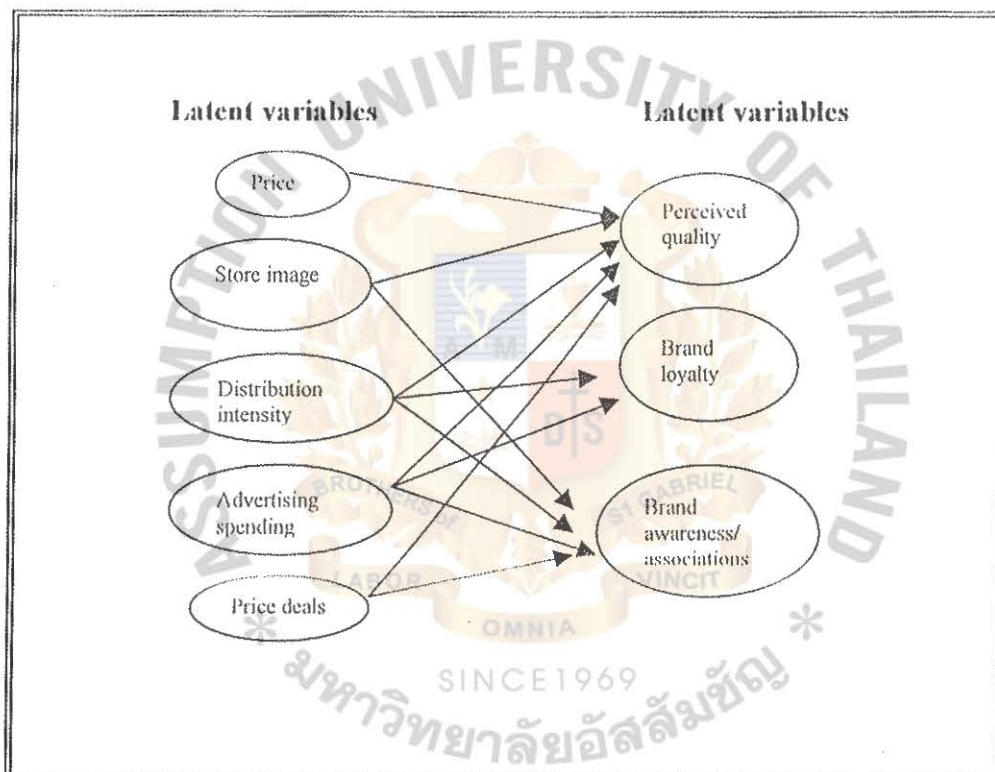 ASSUMPTION UNIVERSITY OF THAILAND
Latent variables
Latent variables
Price
Store image
Distribution
intensity
Advertising
spending
Price deals
Perceived
quality
Brand
loyalty
Brand
awareness/
associations
A M
D S
BROTHERS of
ST GABRIEL
LABOR
OMNIA
VINCIT
SINCE1969
* มหาวิทยาลัยอัสสัมชัญ *